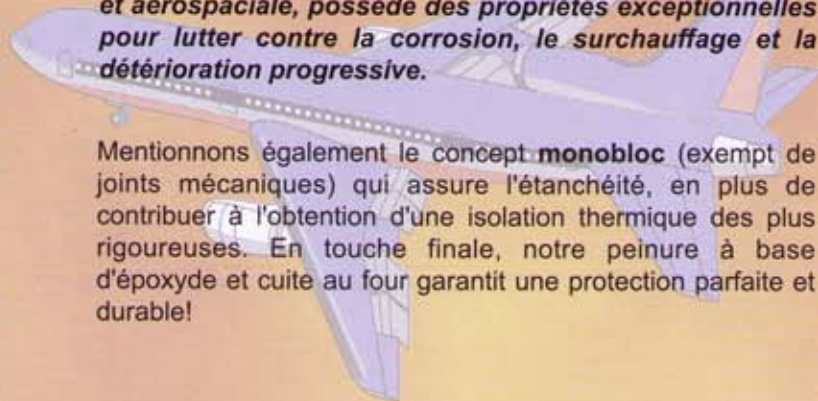 et aérospaciale, possède des propriétés exceptionnelles
pour lutter contre la corrosion, le surchauffage et la
détérioration progressive.
Mentionnons également le concept monobloc (exempt de
joints mécaniques) qui assure l'étanchéité, en plus de
contribuer à l'obtention d'une isolation thermique des plus
rigoureuses. En touche finale, notre peinure à base
d'époxyde et cuite au four garantit une protection parfaite et
durable!